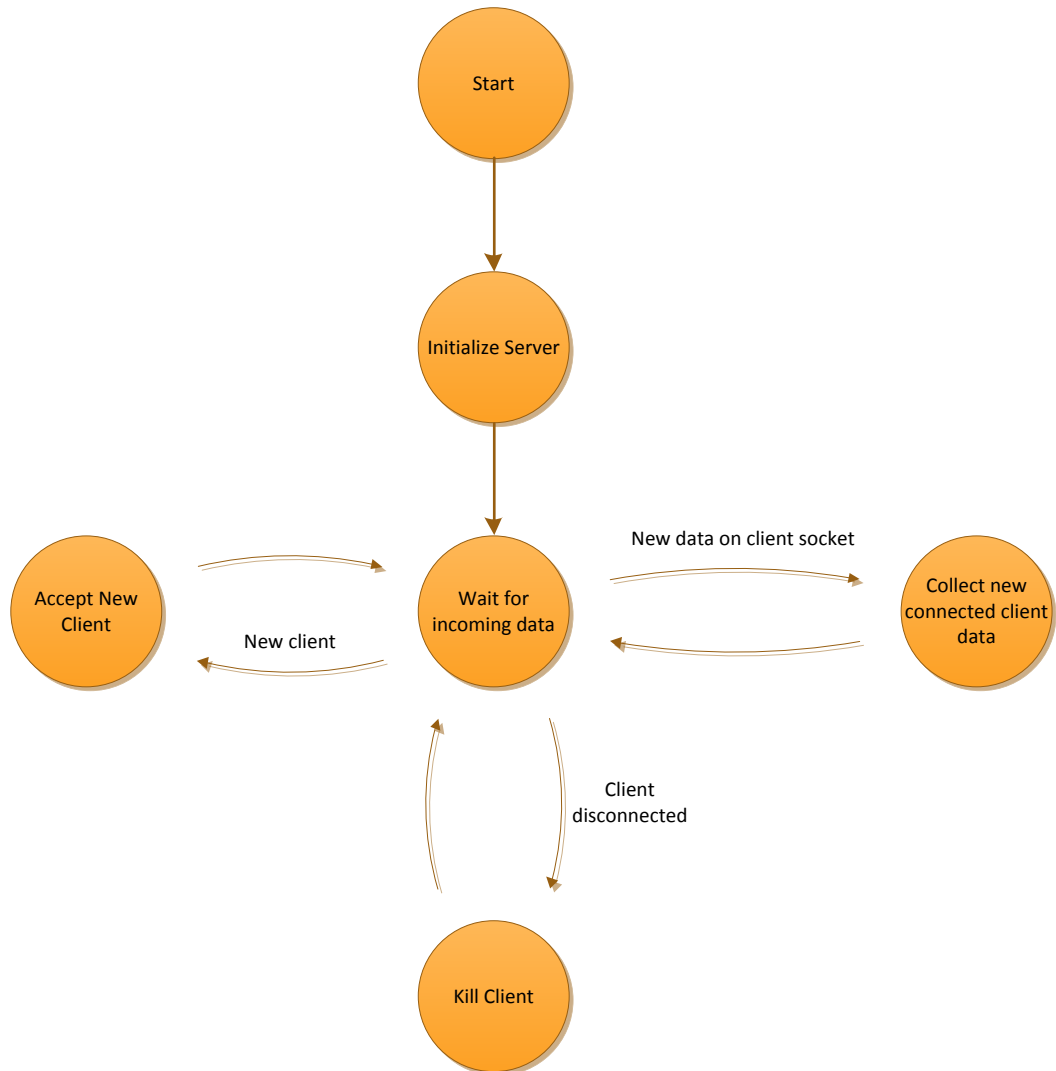 Start
Initialize Server
New data on client socket
Accept New
Client
Wait for
incoming data
Collect new
connected client
data
New client
Client
disconnected
Kill Client